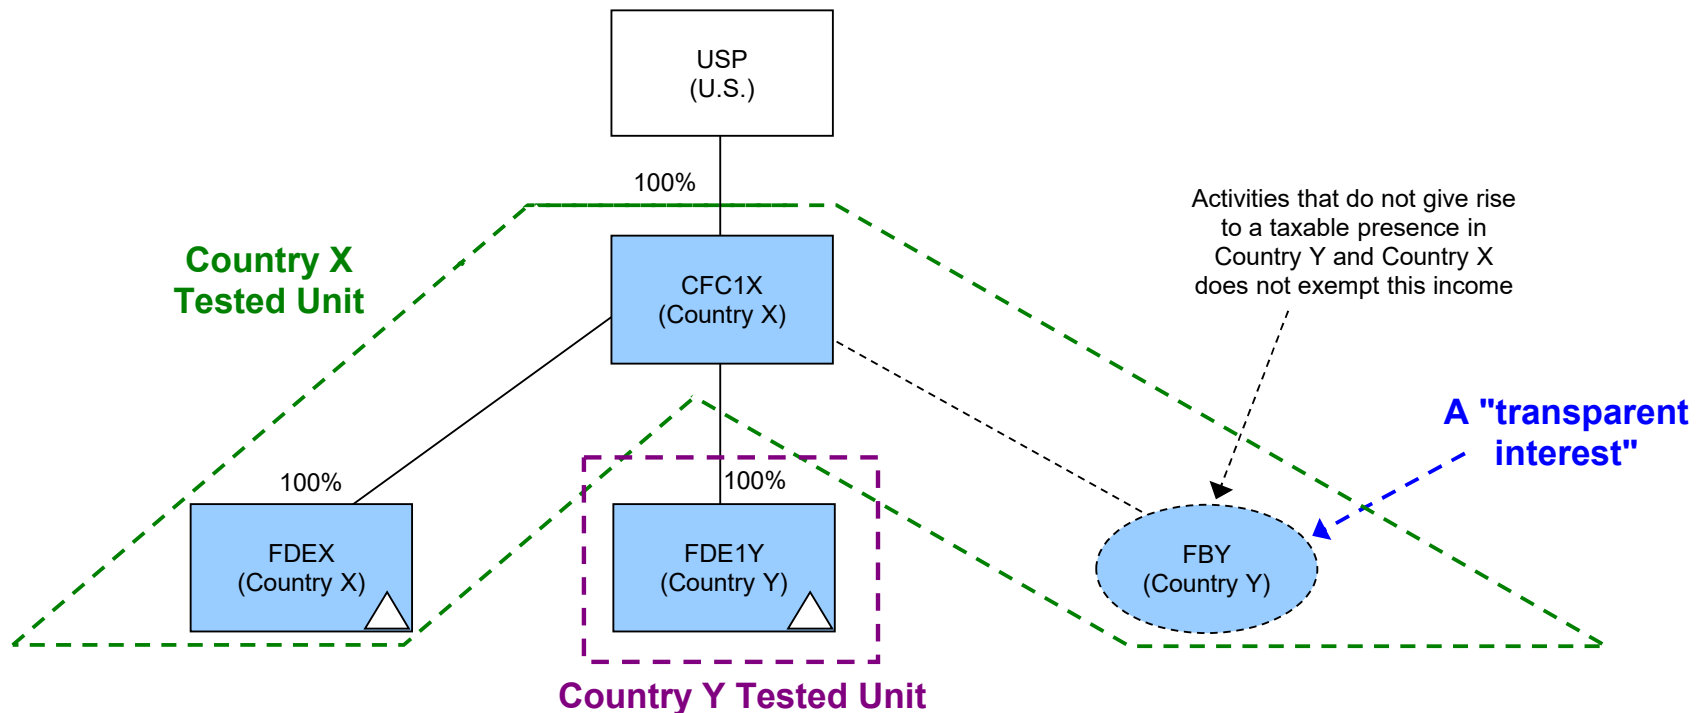 USP
(U.S.)
100%
Activities that do not give rise
to a taxable presence in
Country Y and Country X
does not exempt this income
Country X
Tested Unit
CFC1X
(Country X)
A "transparent
interest"
100%
100%
FDEX
(Country X)
FDE1Y
(Country Y)
FBY
(Country Y)
Country Y Tested Unit